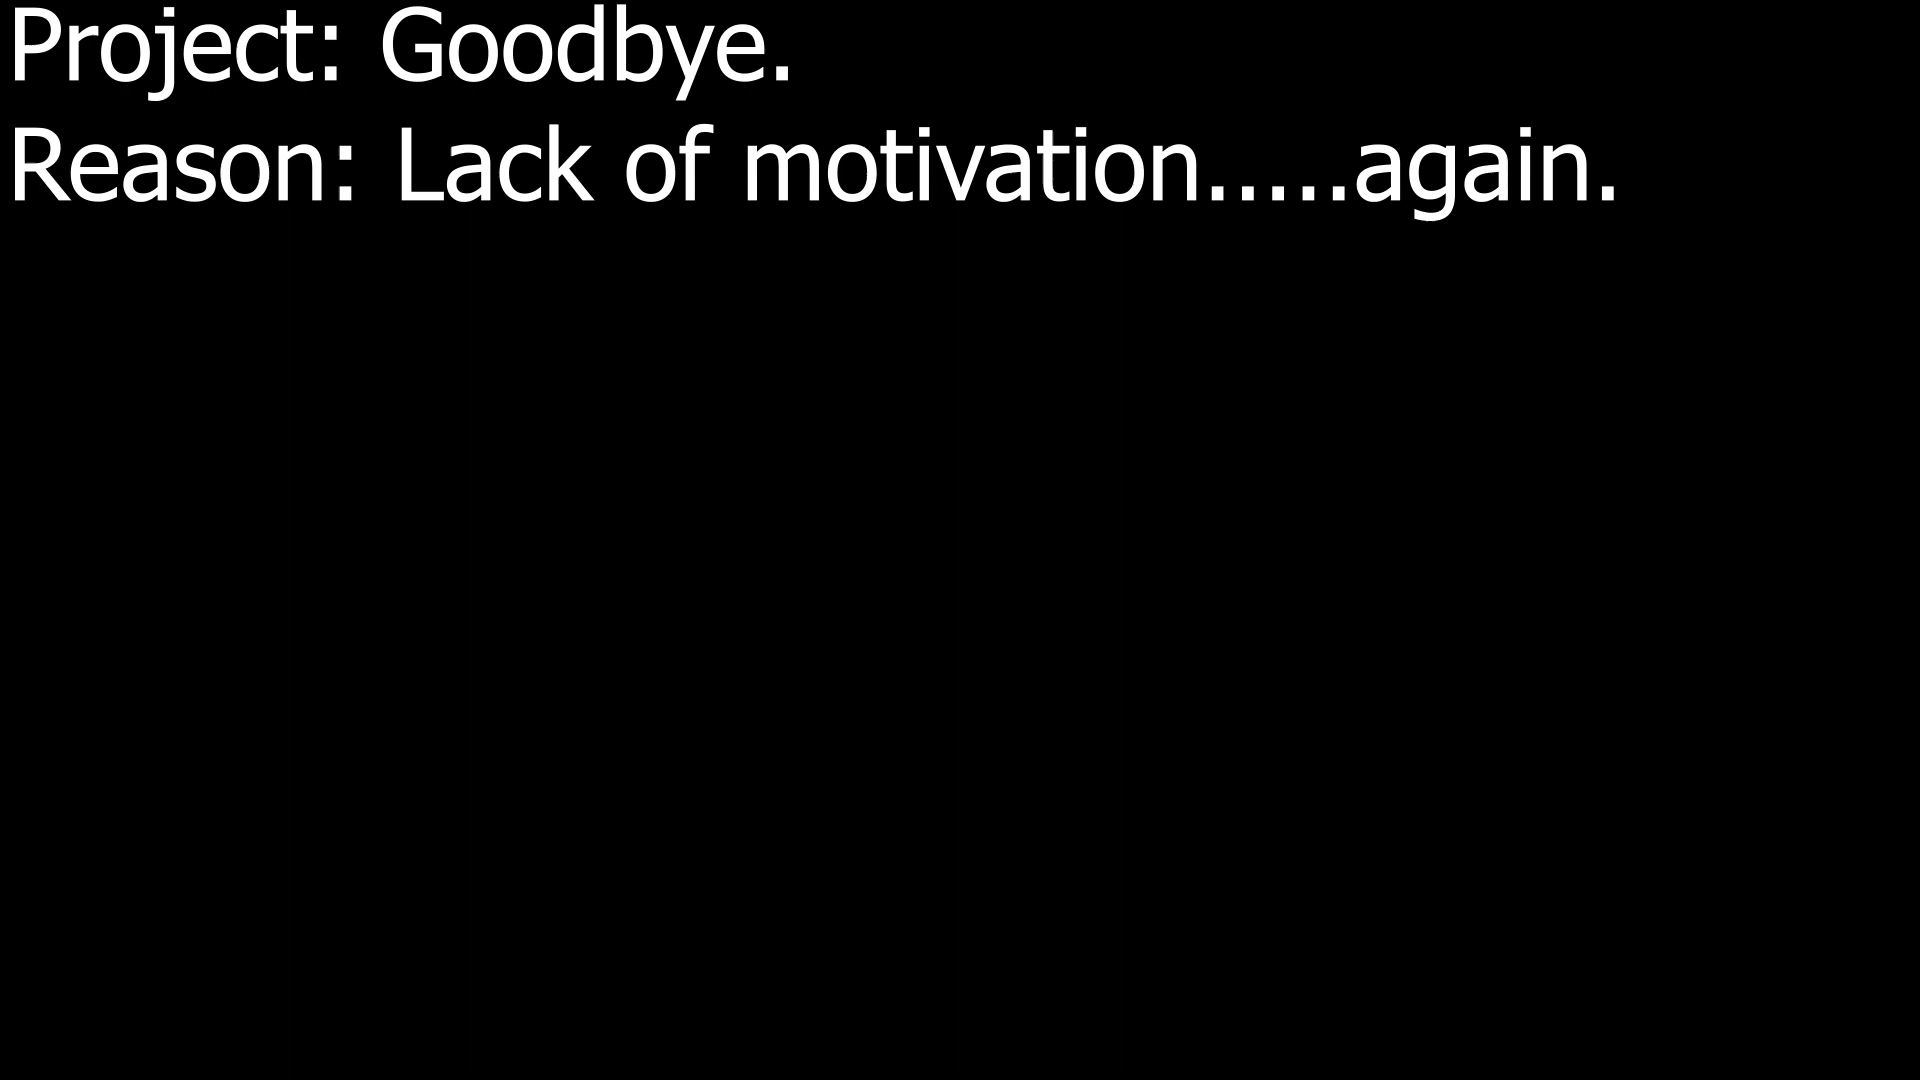 Project: Goodbye.
Reason: Lack of motivation.....again.